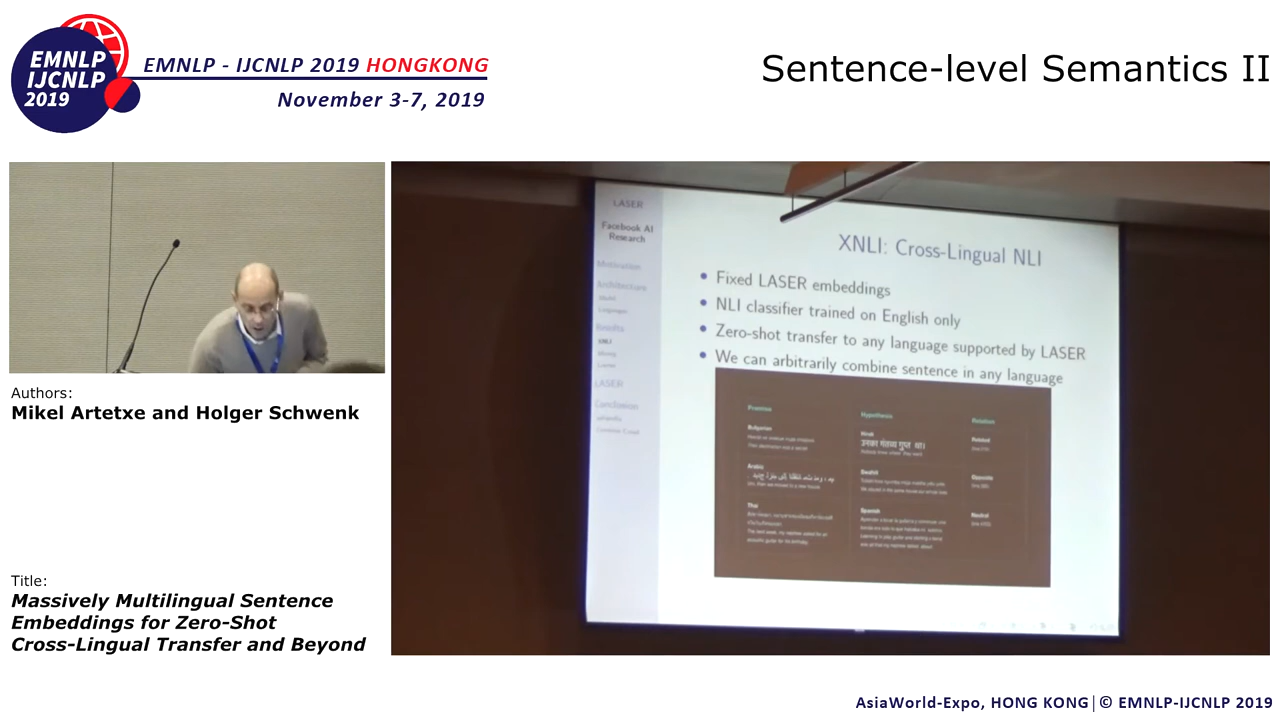 EMNLP
IJCNLP
2019
EMNLP - IJCNLP 2019 HONGKONG
November 3-7, 2019
Sentence-level Semantics II
Authors:
Mikel Artetxe and Holger Schwenk
Title:
Massively Multilingual Sentence
Embeddings for Zero-Shot
Cross-Lingual Transfer and Beyond
LASER
Facebook AI
Research
Motivation
Architecture
Results
XNLI
LASER
Conclusion
XNLI: Cross-Lingual NLI
• Fixed LASER embeddings
• NLI classifier trained on English only
• Zero-shot transfer to any language supported by LASER
• We can arbitrarily combine sentence in any language
Premise Hypothesis Relation
Bulgarian Hindi Related
उनका गंतव्य गुप्त था।
Arabic Swahili Opposite
Thai Spanish Neutral
AsiaWorld-Expo, HONG KONG|© EMNLP-IJCNLP 2019